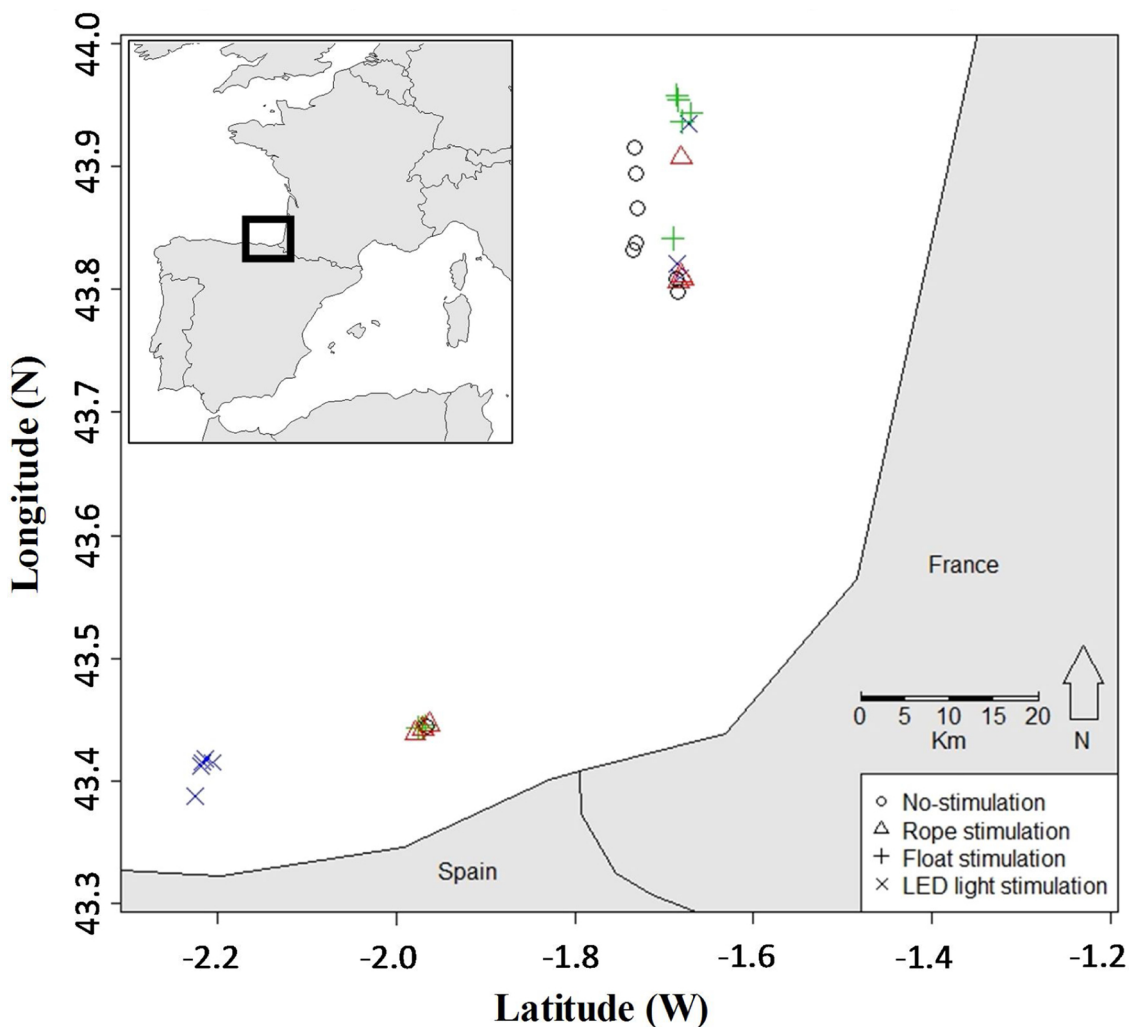 44.0
43.9
43.8
43.7
43.6
43.5
43.4
43.3
Longitude (N)
France
Spain
0 5 10 15 20
Km
N
No-stimulation
Rope stimulation
Float stimulation
LED light stimulation
-2.2 -2.0 -1.8 -1.6 -1.4 -1.2
Latitude (W)